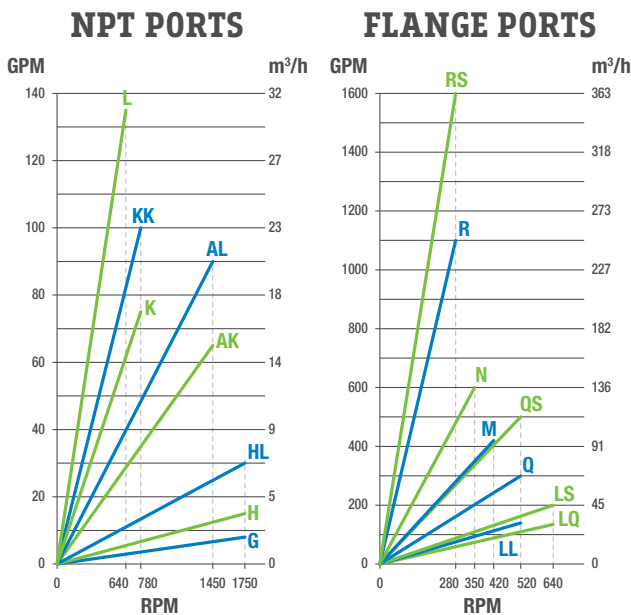 NPT PORTS
GPM m³/h
140 32
120 27
100 23
80 18
60 14
40 9
20 5
0 0
L
KK
AL
K
AK
HL
H
G
0 640 780 1450 1750
RPM
FLANGE PORTS
GPM m³/h
1600 363
1400 318
1200 273
1000 227
800 182
600 136
400 91
200 45
0 0
RS
R
N
QS
M
Q
LS
LQ
LL
0 280 350 420 520 640
RPM